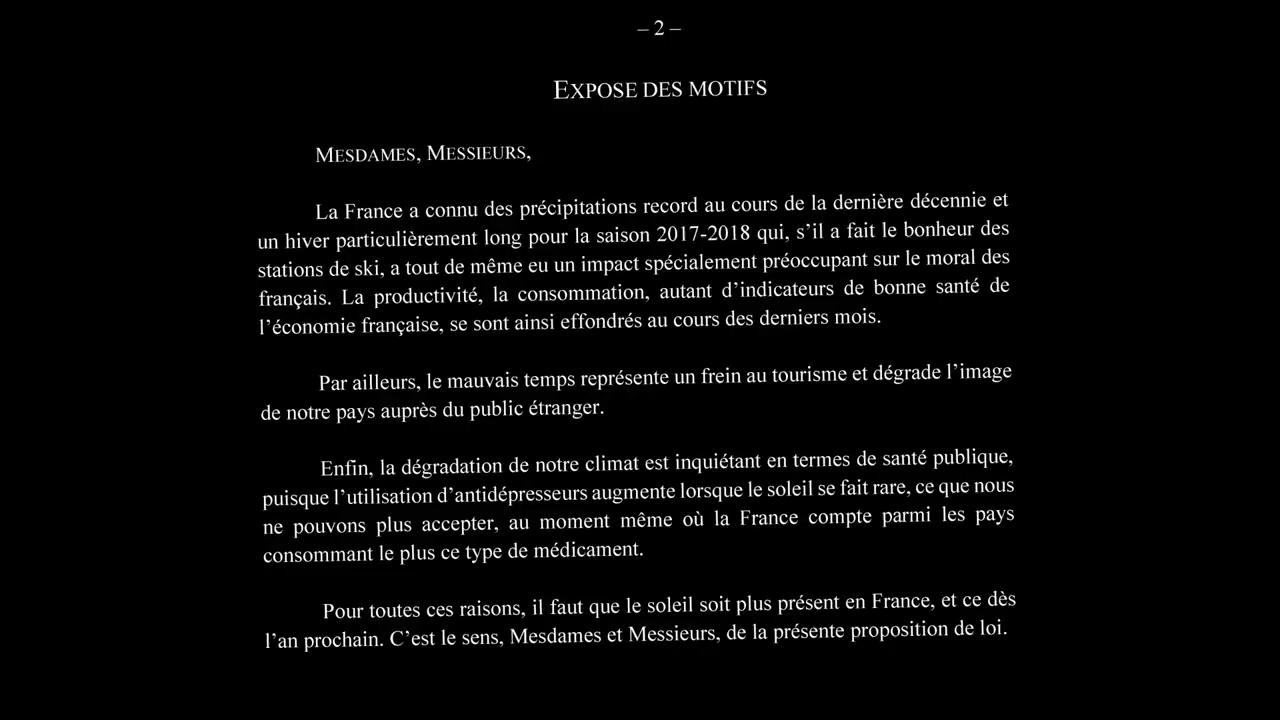 – 2 –
EXPOSE DES MOTIFS
MESDAMES, MESSIEURS,
La France a connu des précipitations record au cours de la dernière décennie et
un hiver particulièrement long pour la saison 2017-2018 qui, s’il a fait le bonheur des
stations de ski, a tout de même eu un impact spécialement préoccupant sur le moral des
français. La productivité, la consommation, autant d’indicateurs de bonne santé de
l’économie française, se sont ainsi effondrés au cours des derniers mois.
Par ailleurs, le mauvais temps représente un frein au tourisme et dégrade l’image
de notre pays auprès du public étranger.
Enfin, la dégradation de notre climat est inquiétant en termes de santé publique,
puisque l’utilisation d’antidépresseurs augmente lorsque le soleil se fait rare, ce que nous
ne pouvons plus accepter, au moment même où la France compte parmi les pays
consommant le plus ce type de médicament.
Pour toutes ces raisons, il faut que le soleil soit plus présent en France, et ce dès
l’an prochain. C’est le sens, Mesdames et Messieurs, de la présente proposition de loi.